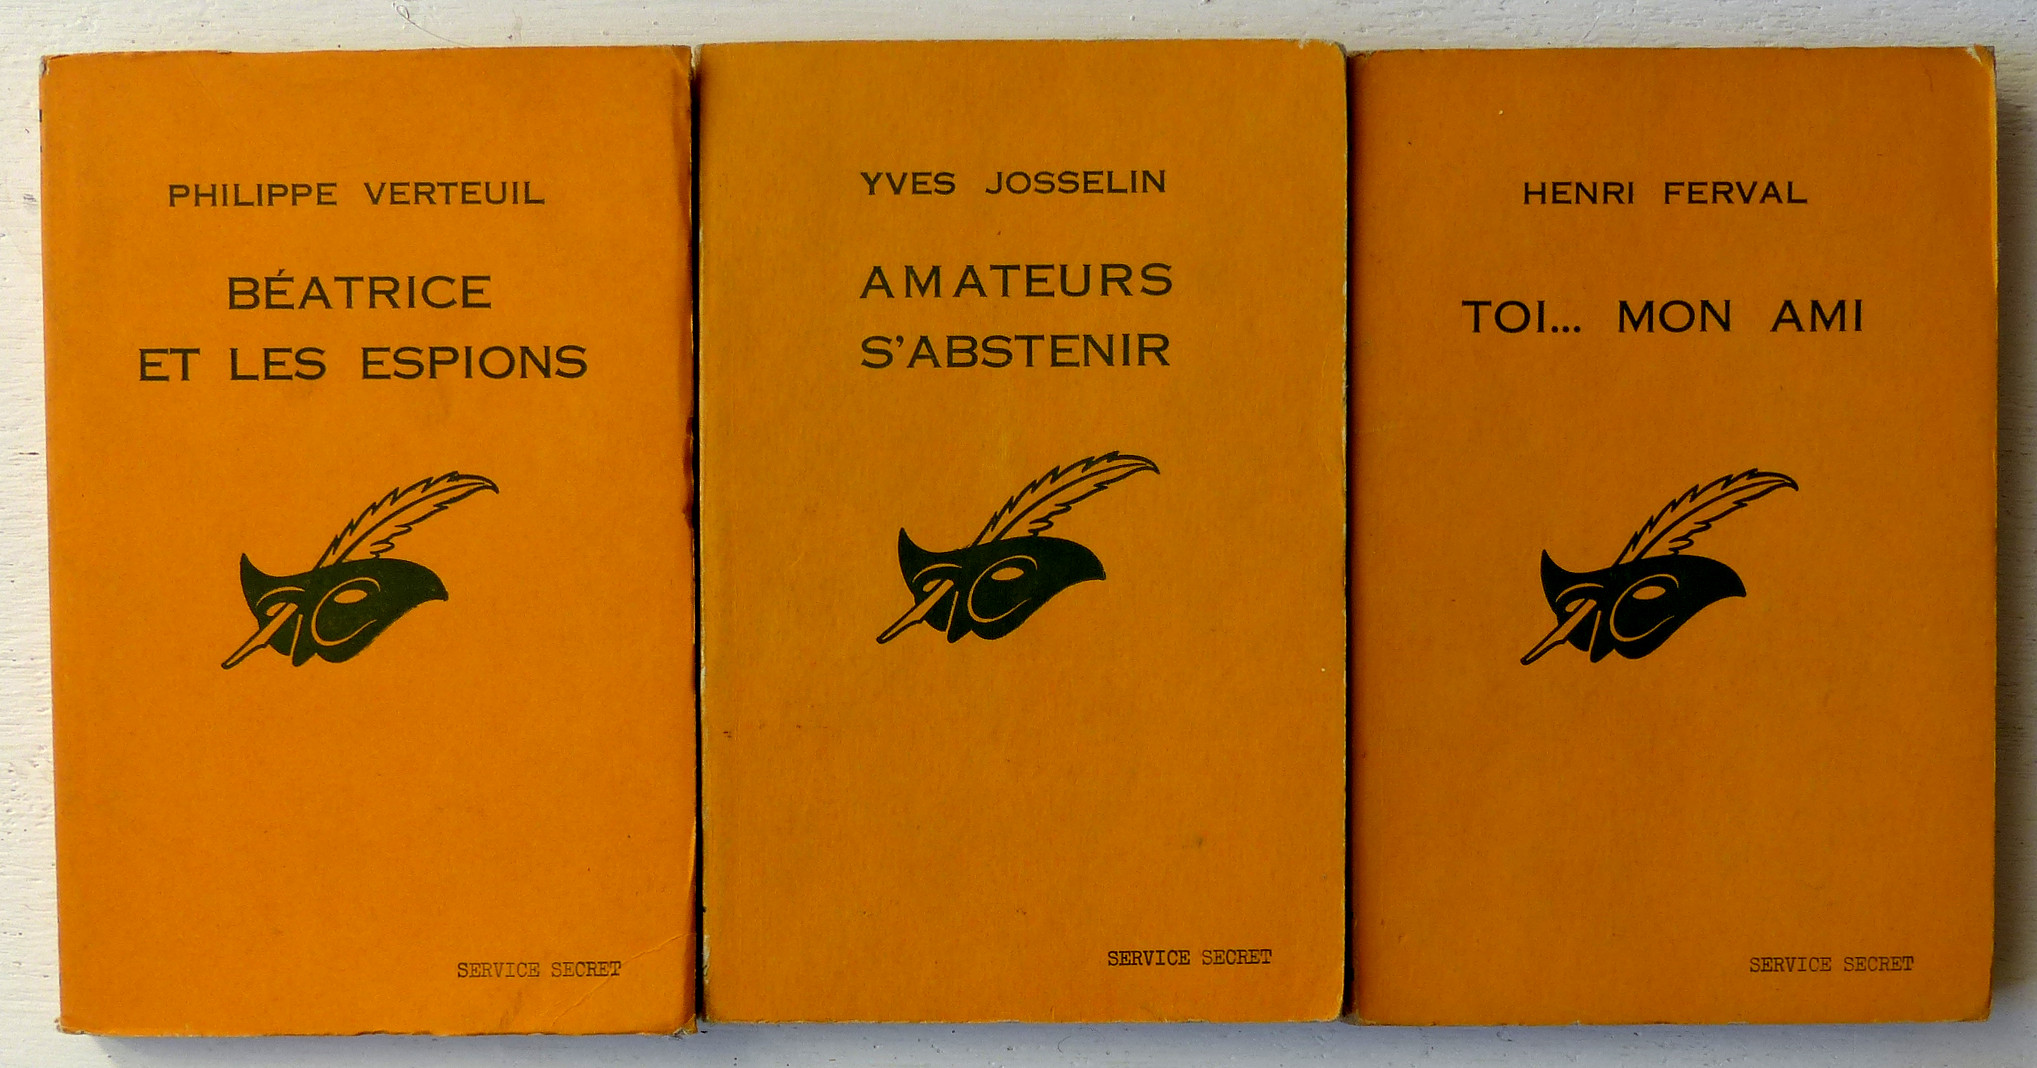 PHILIPPE VERTEUIL
BÉATRICE
ET LES ESPIONS
SERVICE SECRET
YVES JOSSELIN
AMATEURS
S'ABSTENIR
SERVICE SECRET
HENRI FERVAL
TOI... MON AMI
SERVICE SECRET